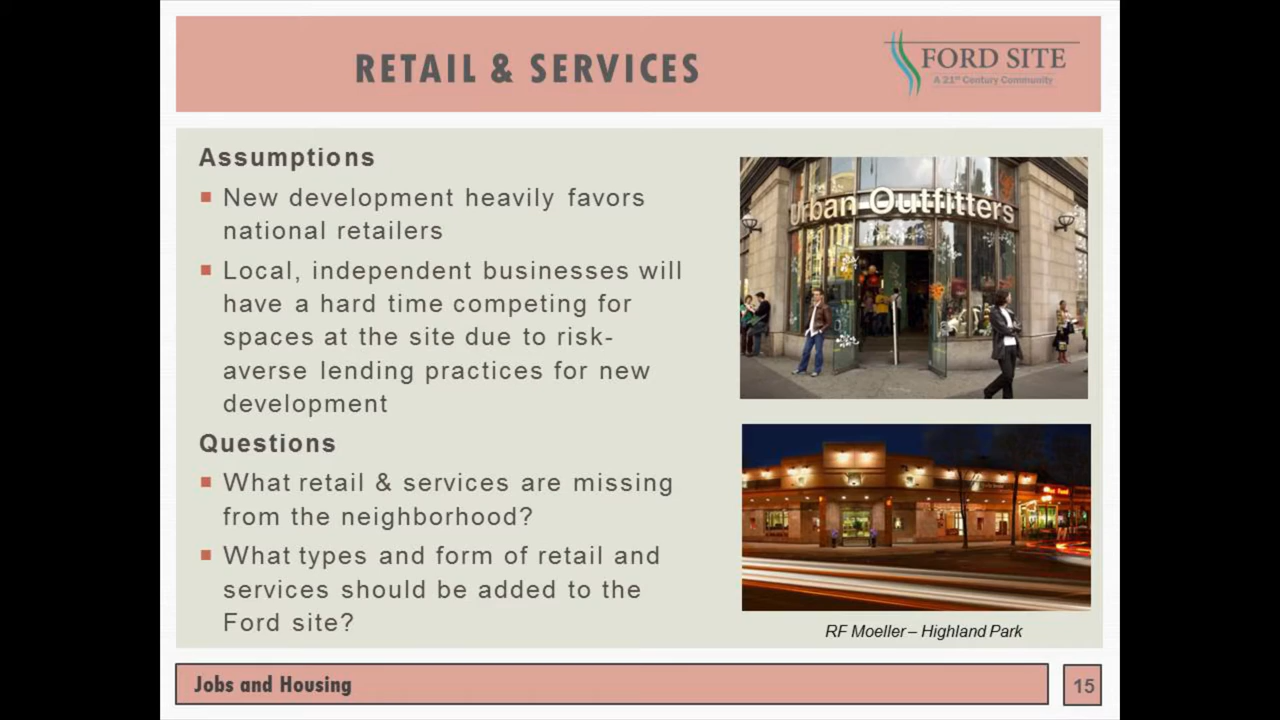 RETAIL & SERVICES
FORD SITE
A 21st Century Community
Assumptions
New development heavily favors
national retailers
Local, independent businesses will
have a hard time competing for
spaces at the site due to risk-
averse lending practices for new
development
Questions
What retail & services are missing
from the neighborhood?
What types and form of retail and
services should be added to the
Ford site?
Urban Outfitters
RF Moeller – Highland Park
Jobs and Housing
15